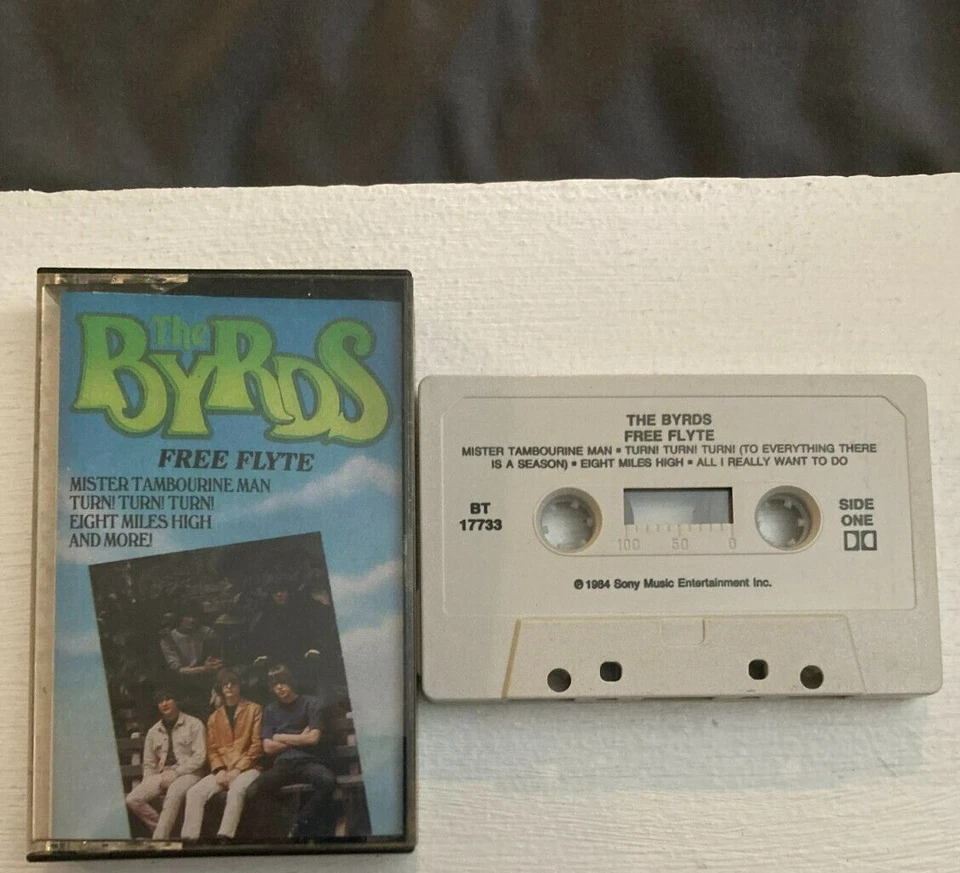 The
BYRDS
FREE FLYTE
MISTER TAMBOURINE MAN
TURN! TURN! TURN!
EIGHT MILES HIGH
AND MORE!
THE BYRDS
FREE FLYTE
MISTER TAMBOURINE MAN ▪ TURN! TURN! TURN! (TO EVERYTHING THERE
IS A SEASON) ▪ EIGHT MILES HIGH ▪ ALL I REALLY WANT TO DO
BT
17733
SIDE
ONE
100 50 0
℗ 1984 Sony Music Entertainment Inc.